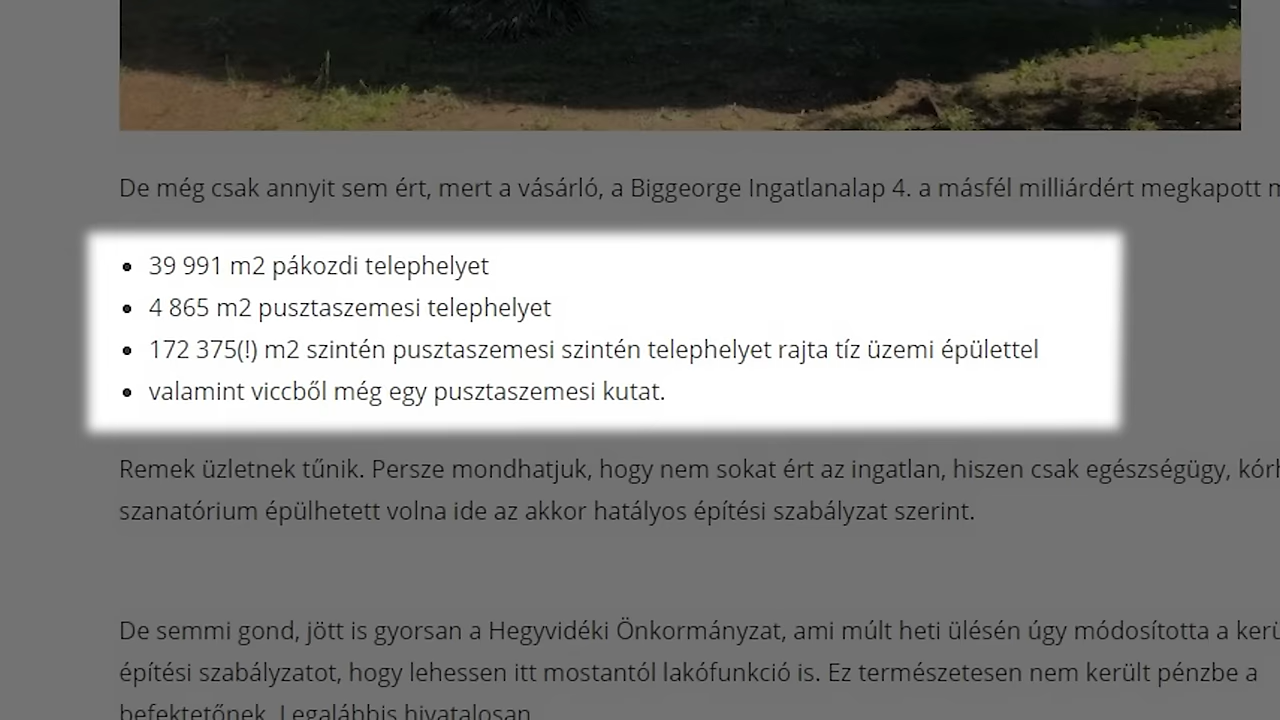 De még csak annyit sem ért, mert a vásárló, a Biggeorge Ingatlanalap 4. a másfél milliárdért megkapott
39 991 m2 pákozdi telephelyet
4 865 m2 pusztaszemesi telephelyet
172 375(!) m2 szintén pusztaszemesi szintén telephelyet rajta tíz üzemi épülettel
valamint viccből még egy pusztaszemesi kutat.
Remek üzletnek tűnik. Persze mondhatjuk, hogy nem sokat ért az ingatlan, hiszen csak egészségügy,
szanatórium épülhetett volna ide az akkor hatályos építési szabályzat szerint.
De semmi gond, jött is gyorsan a Hegyvidéki Önkormányzat, ami múlt heti ülésén úgy módosította a
építési szabályzatot, hogy lehessen itt mostantól lakófunkció is. Ez természetesen nem került pénzbe a
befektetőnek. Legalábbis hivatalosan